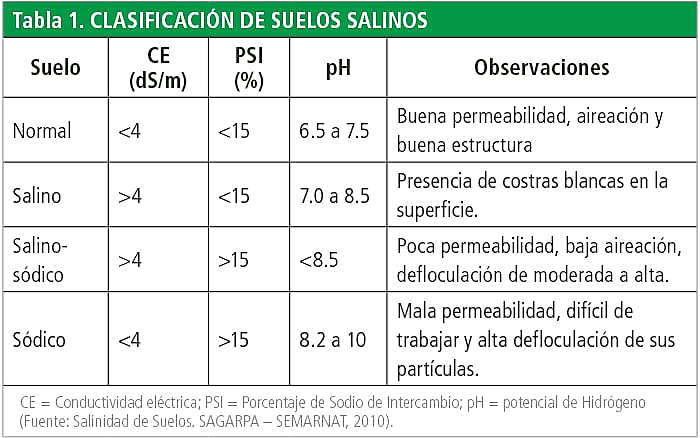 Tabla 1. CLASIFICACIÓN DE SUELOS SALINOS
Suelo
CE
(dS/m)
PSI
(%)
pH
Observaciones
Normal
<4
<15
6.5 a 7.5
Buena permeabilidad, aireación y
buena estructura
Salino
>4
<15
7.0 a 8.5
Presencia de costras blancas en la
superficie.
Salino-
sódico
>4
>15
<8.5
Poca permeabilidad, baja aireación,
defloculación de moderada a alta.
Sódico
<4
>15
8.2 a 10
Mala permeabilidad, difícil de
trabajar y alta defloculación de sus
partículas.
CE = Conductividad eléctrica; PSI = Porcentaje de Sodio de Intercambio; pH = potencial de Hidrógeno
(Fuente: Salinidad de Suelos. SAGARPA – SEMARNAT, 2010).